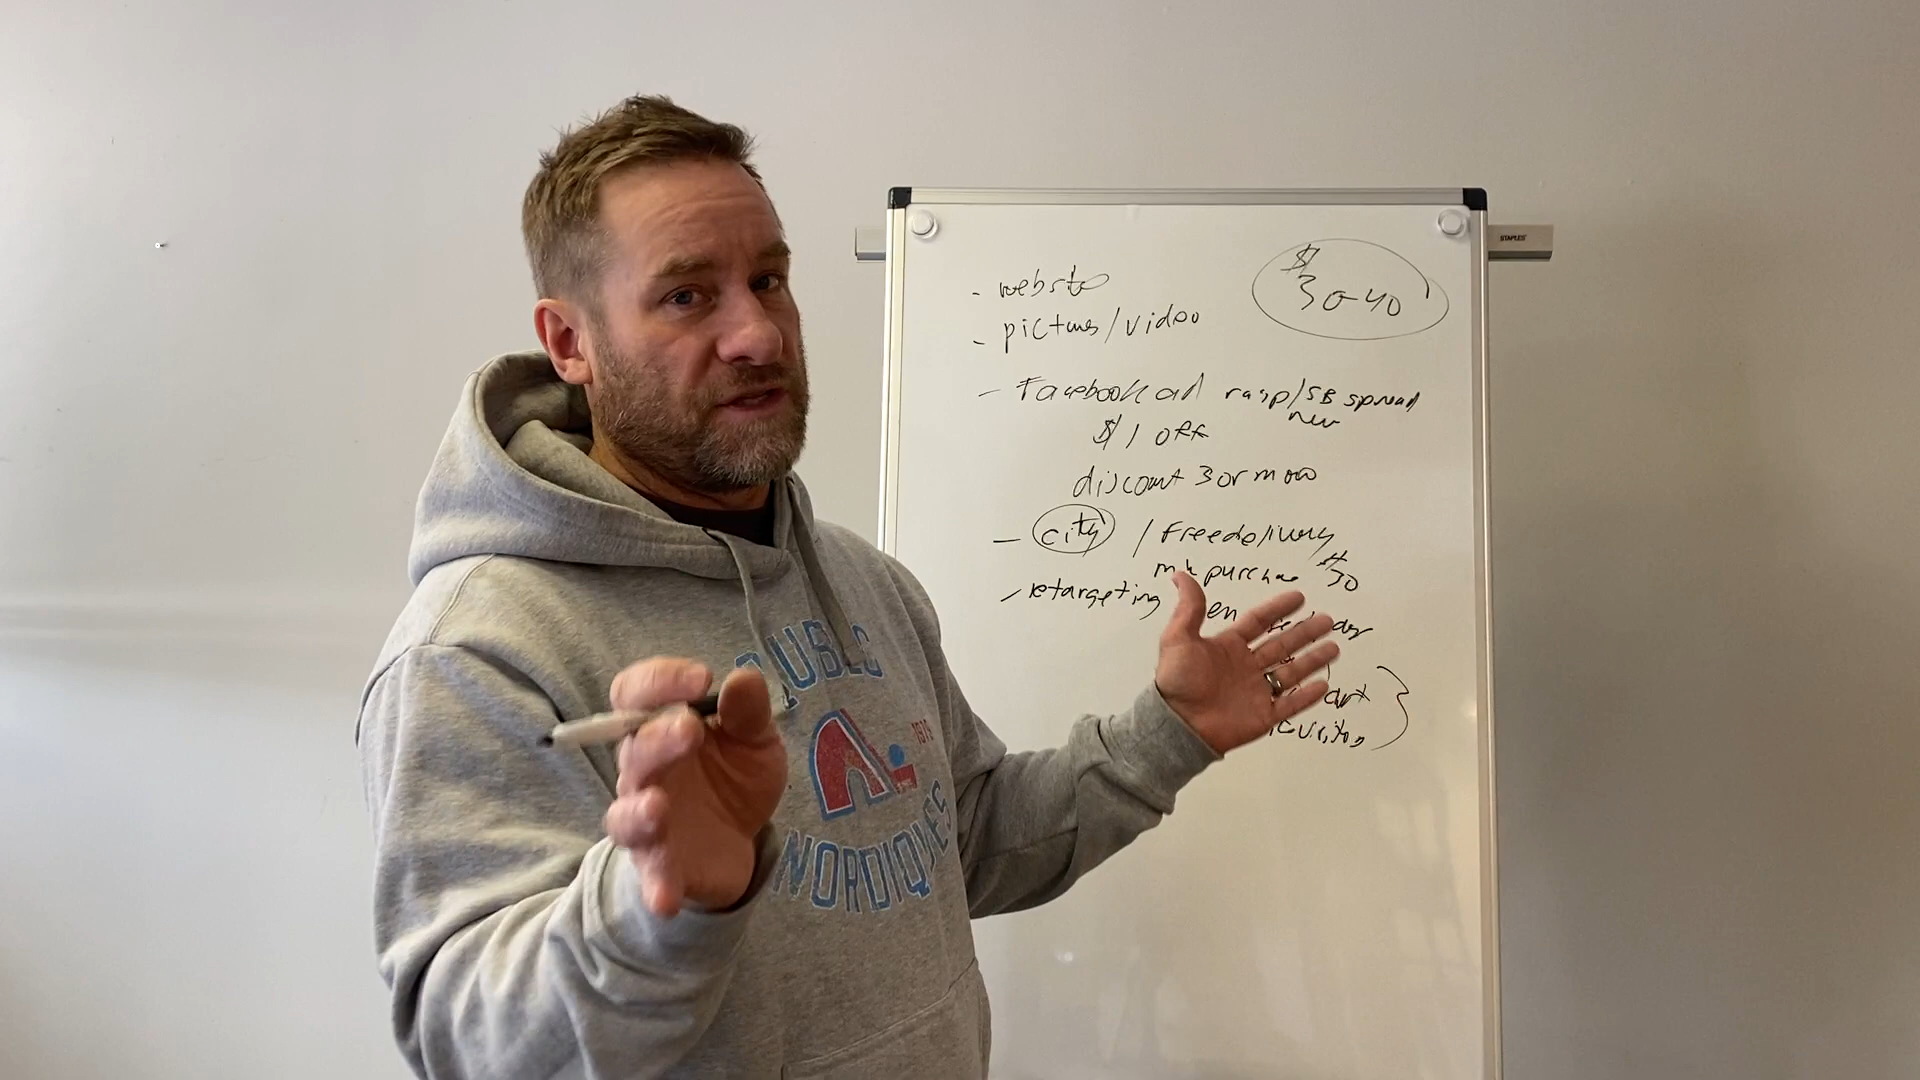 STAPLES
$ 30-40
- website
- pictures/video
- Facebook ad rasp/SB spread
new
$1 off
discount 3 or more
- city / Free delivery
min purchase $30
- retargeting
QUEBEC
1979
NORDIQUES